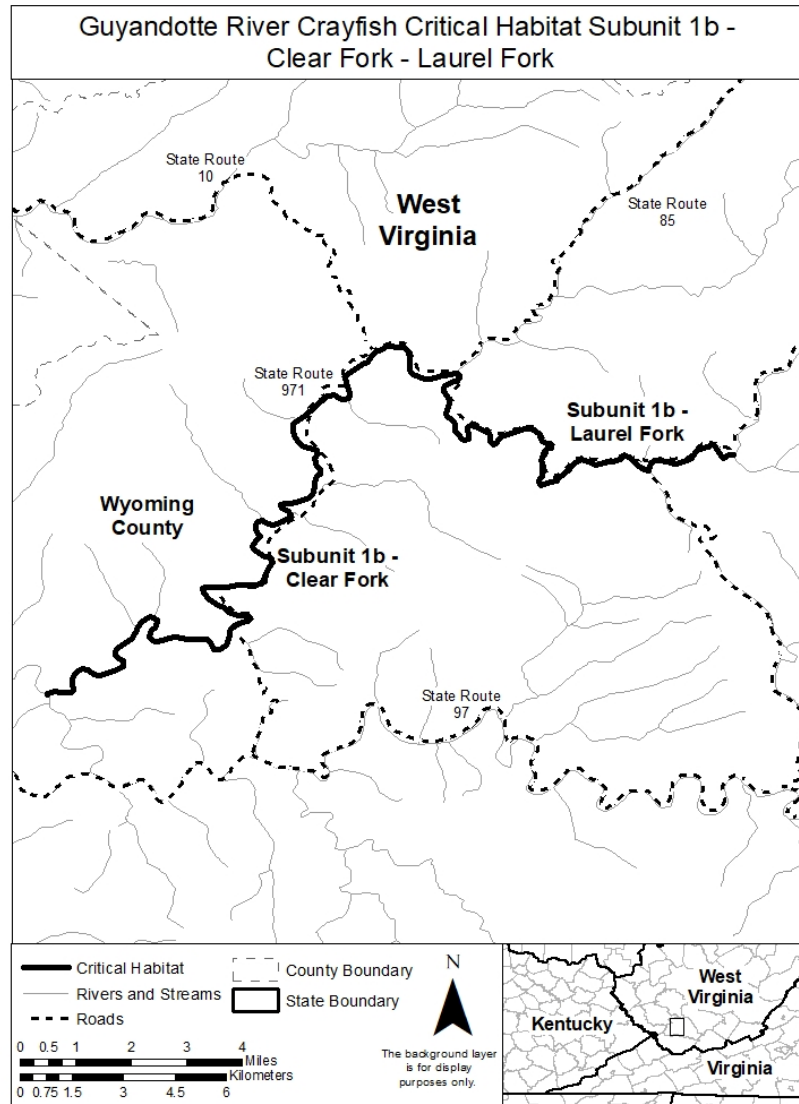 Guyandotte River Crayfish Critical Habitat Subunit 1b -
Clear Fork - Laurel Fork
State Route
10
West
Virginia
State Route
85
State Route
971
Subunit 1b -
Laurel Fork
Wyoming
County
Subunit 1b -
Clear Fork
State Route
97
Critical Habitat
Rivers and Streams
Roads
County Boundary
State Boundary
0 0.5 1 2 3 4
Miles
Kilometers
0 0.75 1.5 3 4.5 6
N
The background layer
is for display
purposes only.
West
Virginia
Kentucky
Virginia